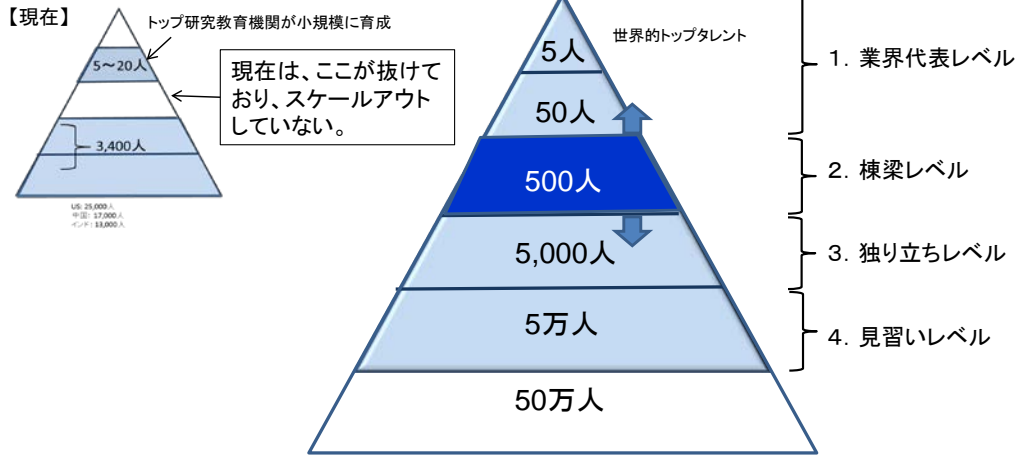 【現在】
トップ研究教育機関が小規模に育成
5～20人
現在は、ここが抜けて
おり、スケールアウト
していない。
3,400人
US: 25,000人
中国: 17,000人
インド: 13,000人
世界的トップタレント
5人
50人
500人
5,000人
5万人
50万人
1. 業界代表レベル
2. 棟梁レベル
3. 独り立ちレベル
4. 見習いレベル